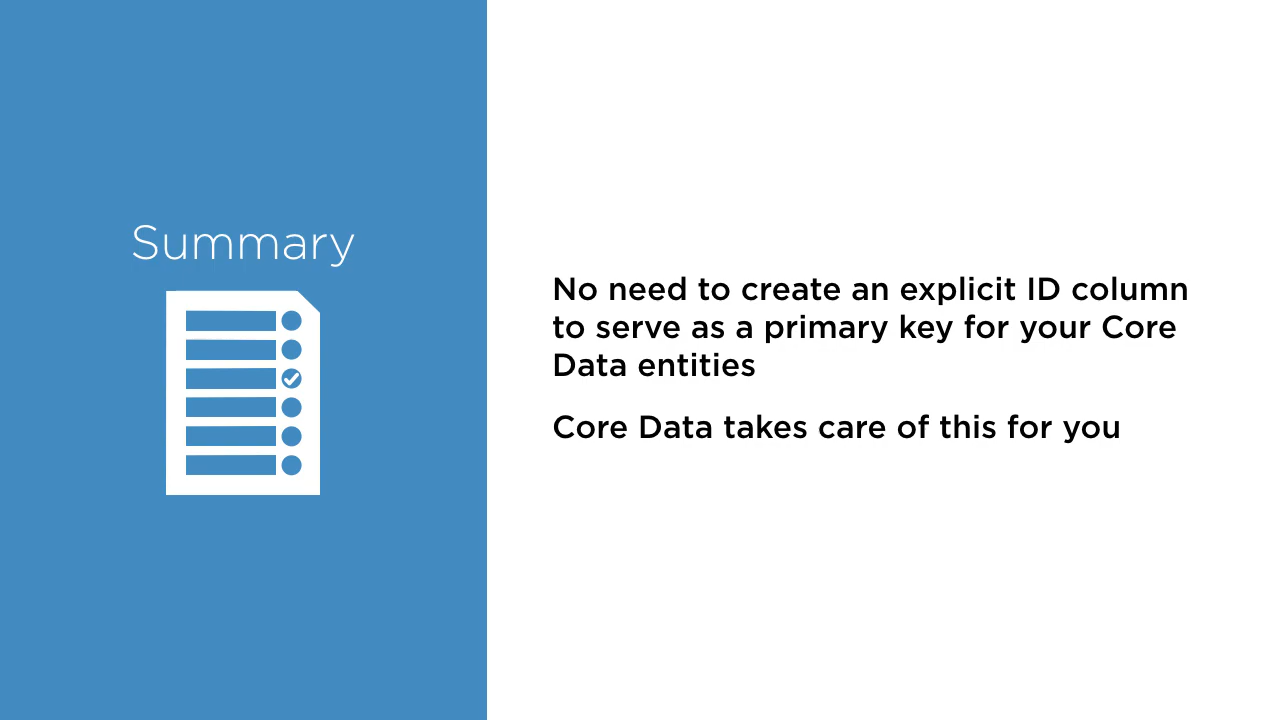 Summary
No need to create an explicit ID column
to serve as a primary key for your Core
Data entities
Core Data takes care of this for you